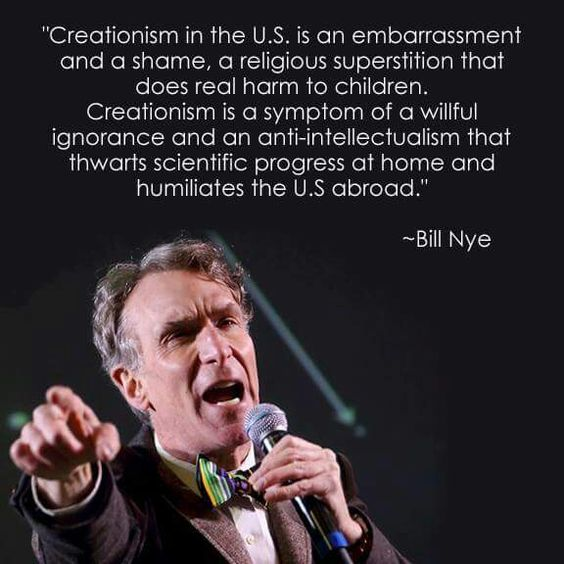 "Creationism in the U.S. is an embarrassment
and a shame, a religious superstition that
does real harm to children.
Creationism is a symptom of a willful
ignorance and an anti-intellectualism that
thwarts scientific progress at home and
humiliates the U.S abroad."
~Bill Nye